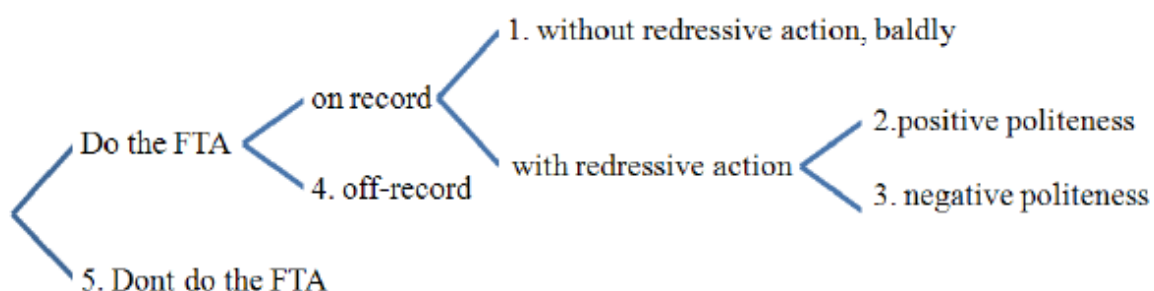 1. without redressive action, baldly
on record
Do the FTA
2.positive politeness
with redressive action
4. off-record
3. negative politeness
5. Dont do the FTA